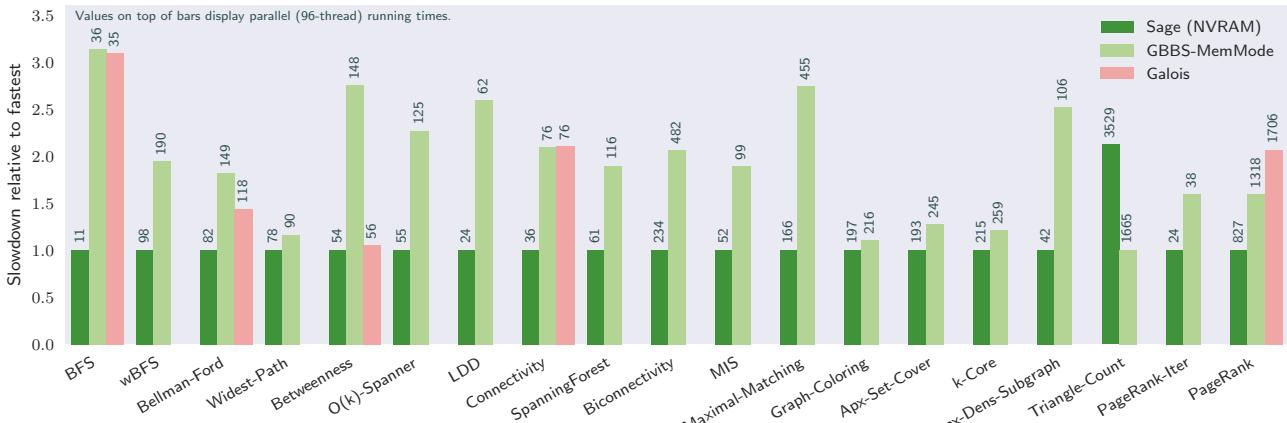 Values on top of bars display parallel (96-thread) running times.
Sage (NVRAM)
GBBS-MemMode
Galois
Slowdown relative to fastest
3.5
3.0
2.5
2.0
1.5
1.0
0.5
0.0
11 36 35
98 190
82 149 118
78 90
54 148 56
55 125
24 62
36 76 76
61 116
234 482
52 99
166 455
197 216
193 245
215 259
42 106
3529 1665
24 38
827 1318 1706
BFS
wBFS
Bellman-Ford
Widest-Path
Betweenness
O(k)-Spanner
LDD
Connectivity
SpanningForest
Biconnectivity
MIS
Maximal-Matching
Graph-Coloring
Apx-Set-Cover
k-Core
px-Dens-Subgraph
Triangle-Count
PageRank-Iter
PageRank